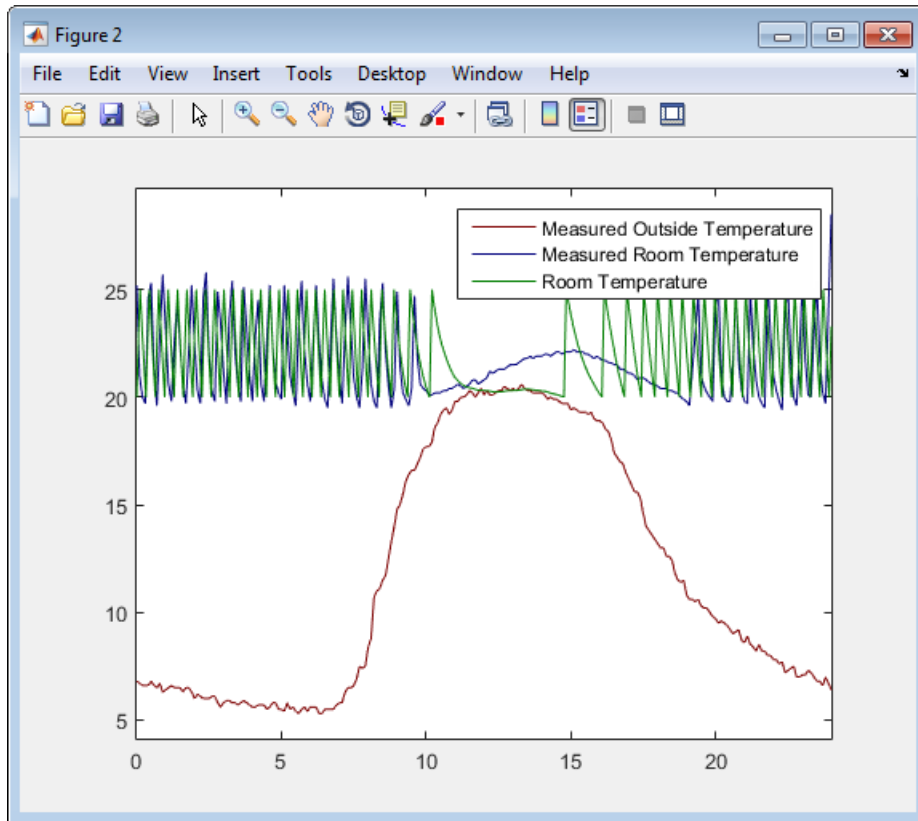 Figure 2
File Edit View Insert Tools Desktop Window Help
Measured Outside Temperature
Measured Room Temperature
Room Temperature
25
20
15
10
5
0 5 10 15 20